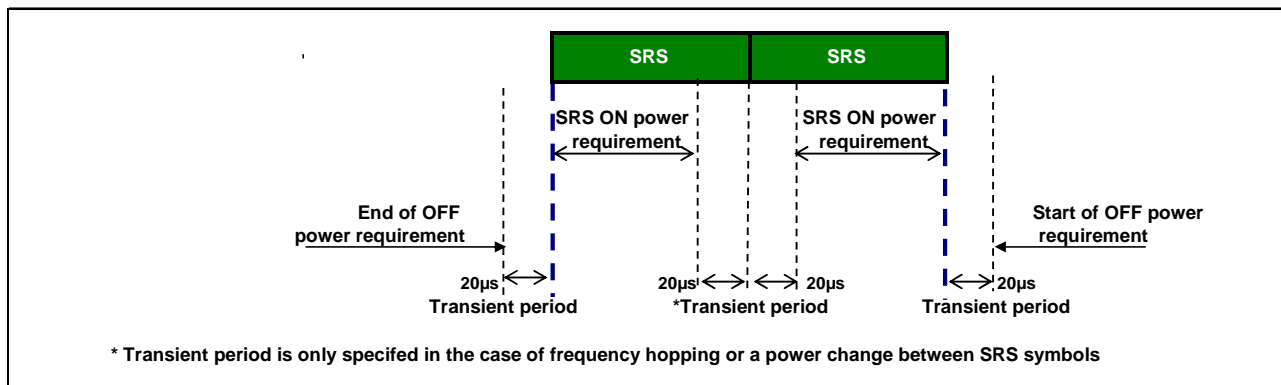 SRS SRS
SRS ON power
requirement
SRS ON power
requirement
End of OFF
power requirement
Start of OFF power
requirement
20µs
Transient period
20µs 20µs
*Transient period
20µs
Transient period
* Transient period is only specifed in the case of frequency hopping or a power change between SRS symbols